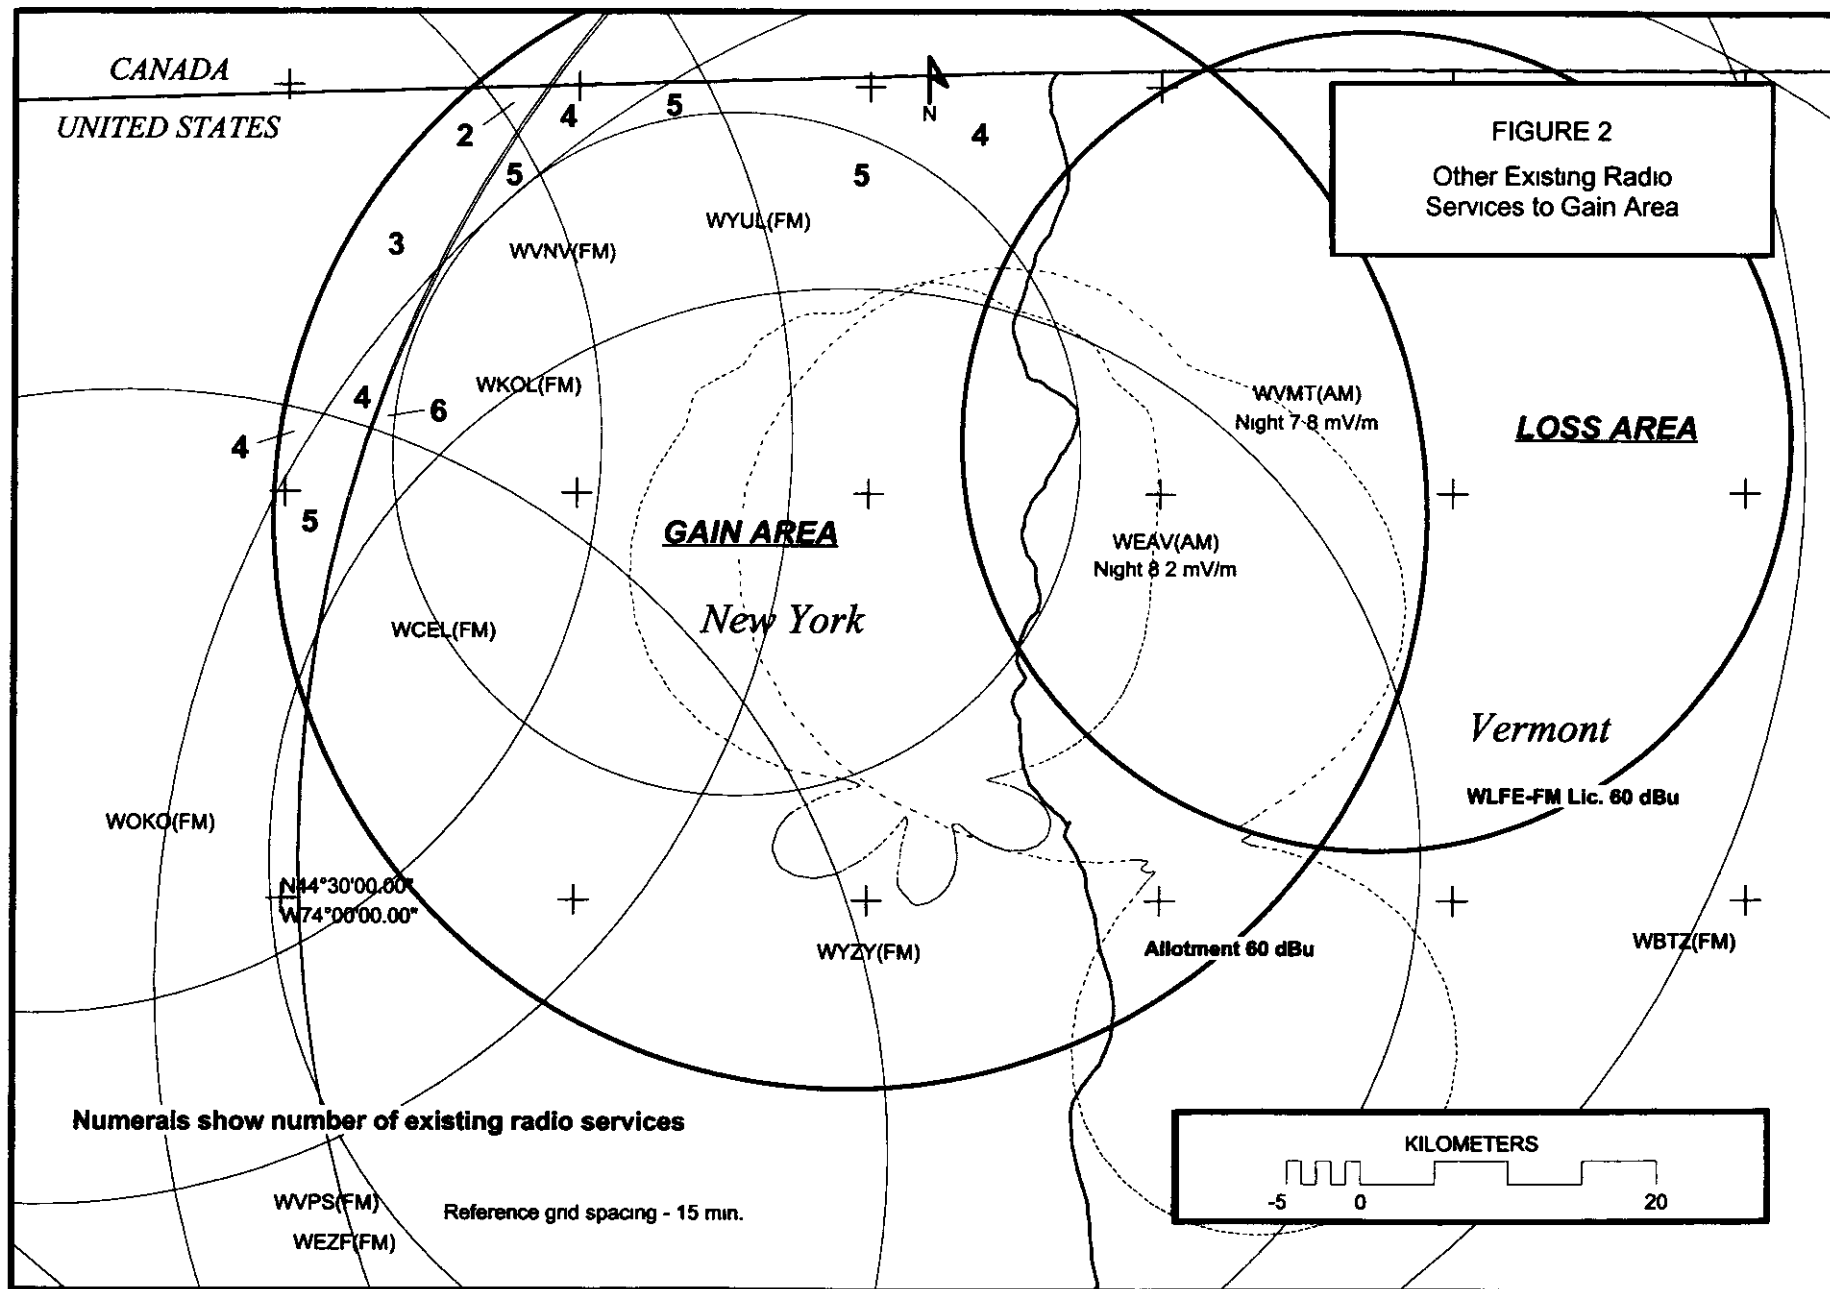 CANADA
UNITED STATES
2
4
5
4
5
5
3
N
FIGURE 2
Other Existing Radio
Services to Gain Area
WYUL(FM)
WVNV(FM)
WKOL(FM)
4
6
4
5
WVMT(AM)
Night 7 8 mV/m
LOSS AREA
GAIN AREA
WEAV(AM)
Night 8 2 mV/m
New York
WCEL(FM)
Vermont
WLFE-FM Lic. 60 dBu
WOKO(FM)
N44°30'00.00"
W74°00'00.00"
WYZY(FM)
Allotment 60 dBu
WBTZ(FM)
Numerals show number of existing radio services
KILOMETERS
-5 0 20
WVPS(FM)
Reference grid spacing - 15 min.
WEZF(FM)